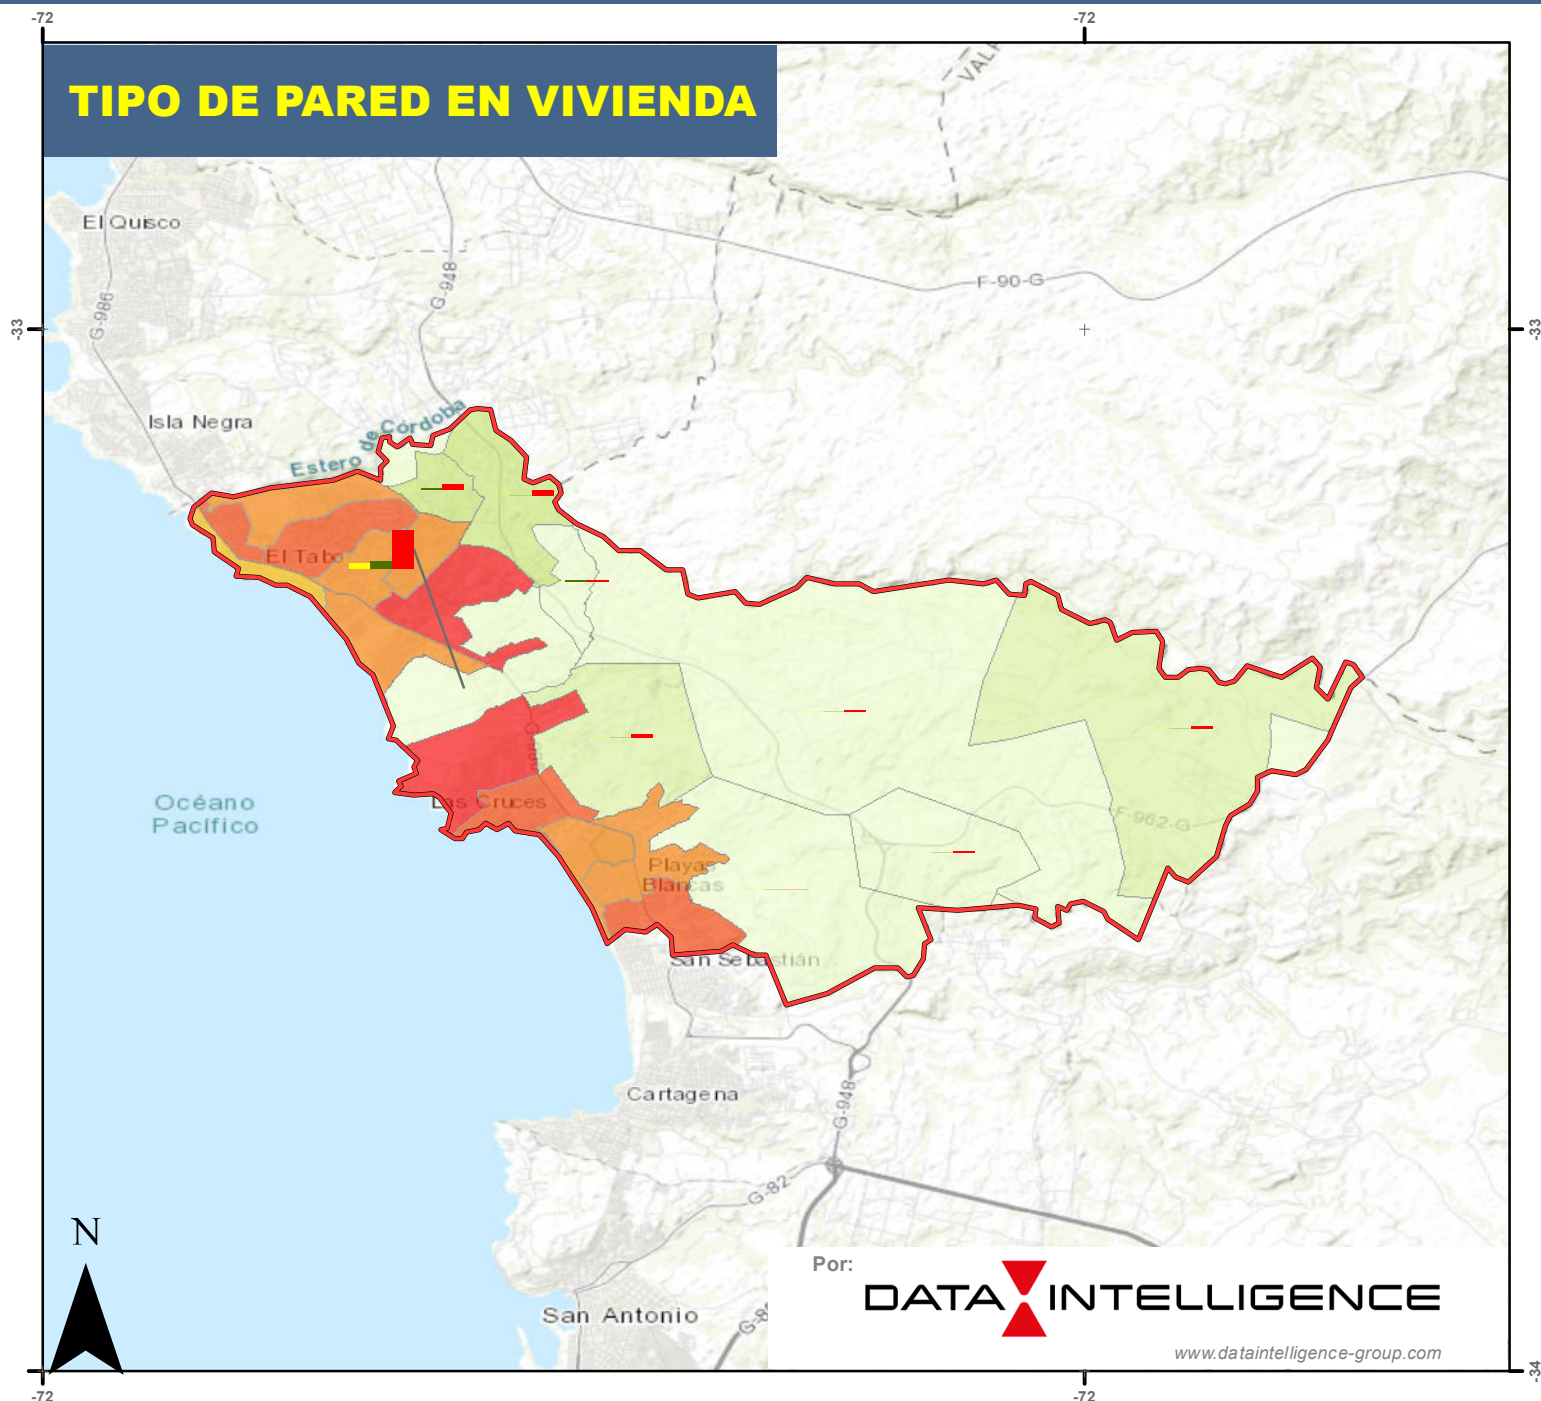 -72
-72
TIPO DE PARED EN VIVIENDA
El Quisco
G-986
G-948
F-90-G
-33
-33
Isla Negra
Estero de Córdoba
El Tabo
Océano
Pacífico
Las Cruces
F-962-G
Playas
Blancas
San Sebastián
Cartagena
G-948
G-82
N
San Antonio
Por:
DATA INTELLIGENCE
www.dataintelligence-group.com
-34
-72
-72